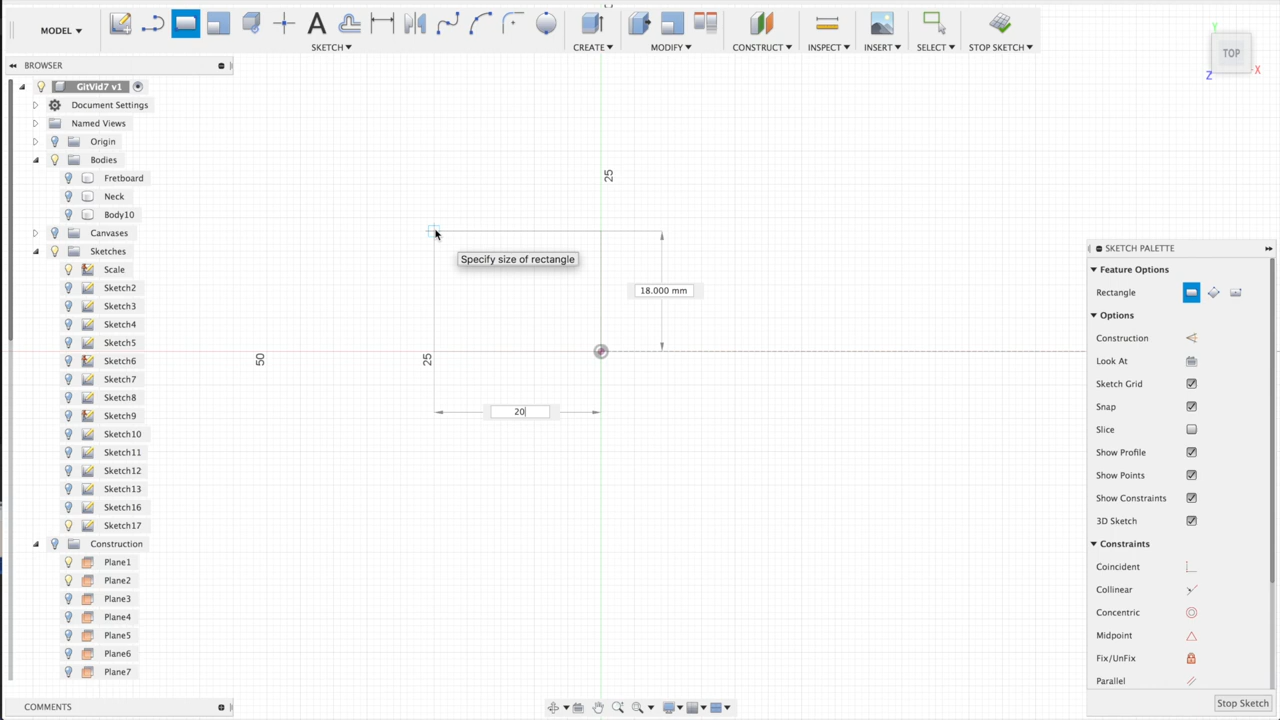 MODEL
SKETCH
CREATE
MODIFY
CONSTRUCT
INSPECT
INSERT
SELECT
STOP SKETCH
Y
TOP
X
Z
BROWSER
GitVid7 v1
Document Settings
Named Views
Origin
Bodies
Fretboard
Neck
Body10
Canvases
Sketches
Scale
Sketch2
Sketch3
Sketch4
Sketch5
Sketch6
Sketch7
Sketch8
Sketch9
Sketch10
Sketch11
Sketch12
Sketch13
Sketch16
Sketch17
Construction
Plane1
Plane2
Plane3
Plane4
Plane5
Plane6
Plane7
COMMENTS
25
Specify size of rectangle
18.000 mm
50
25
20
SKETCH PALETTE
Feature Options
Rectangle
Options
Construction
Look At
Sketch Grid
Snap
Slice
Show Profile
Show Points
Show Constraints
3D Sketch
Constraints
Coincident
Collinear
Concentric
Midpoint
Fix/UnFix
Parallel
Stop Sketch